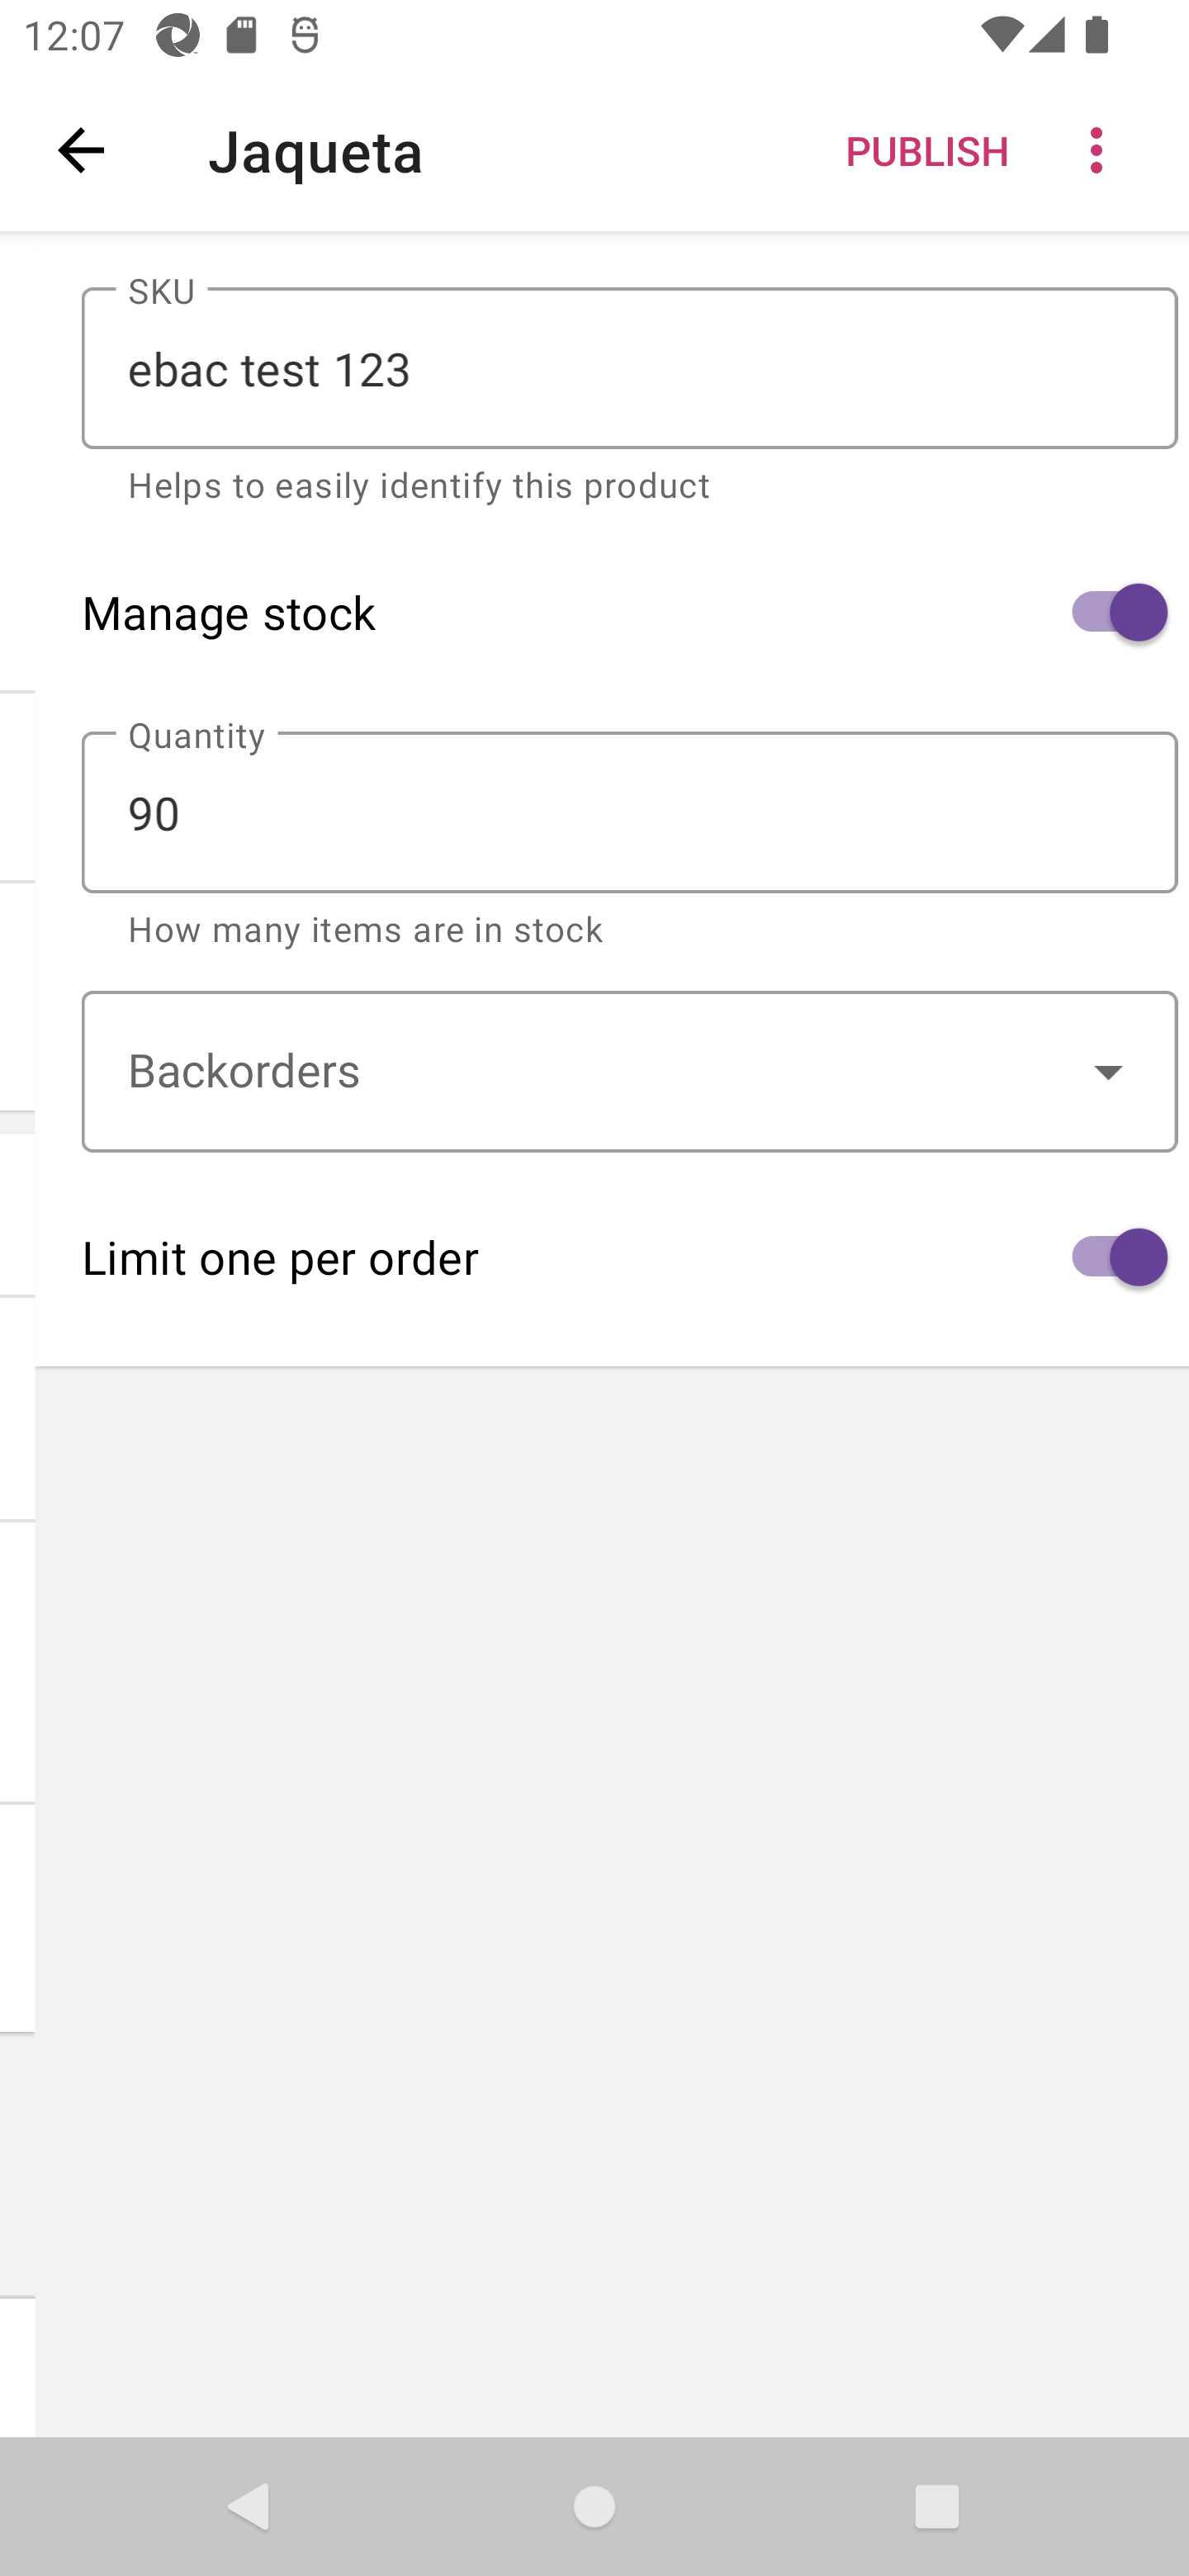 12:07
Jaqueta
PUBLISH
SKU
ebac test 123
Helps to easily identify this product
Manage stock
Quantity
90
How many items are in stock
Backorders
Limit one per order